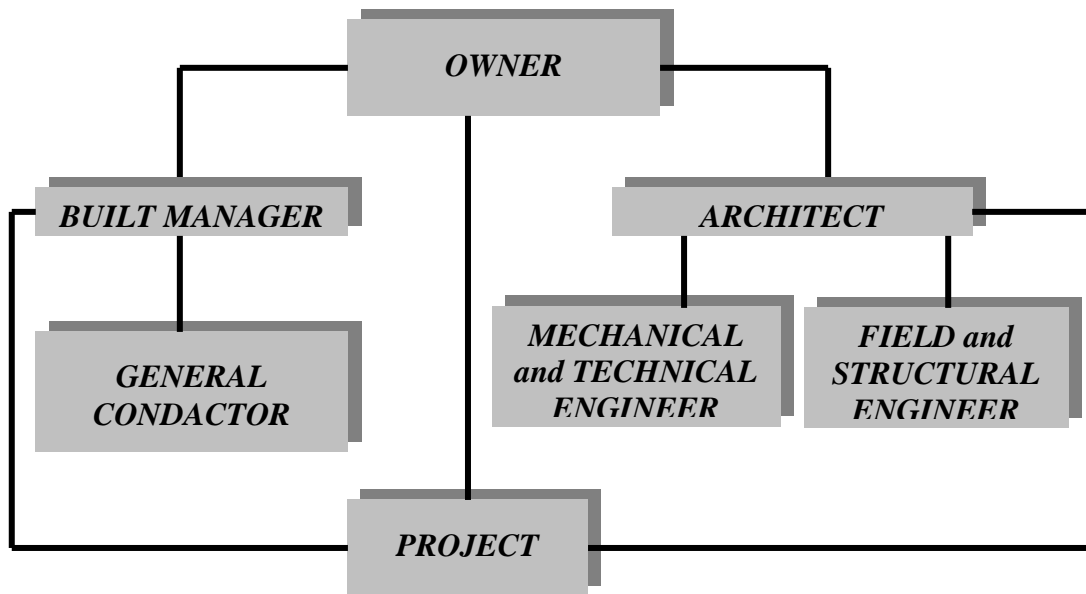 OWNER
BUILT MANAGER
ARCHITECT
MECHANICAL
and TECHNICAL
ENGINEER
FIELD and
STRUCTURAL
ENGINEER
GENERAL
CONDACTOR
PROJECT